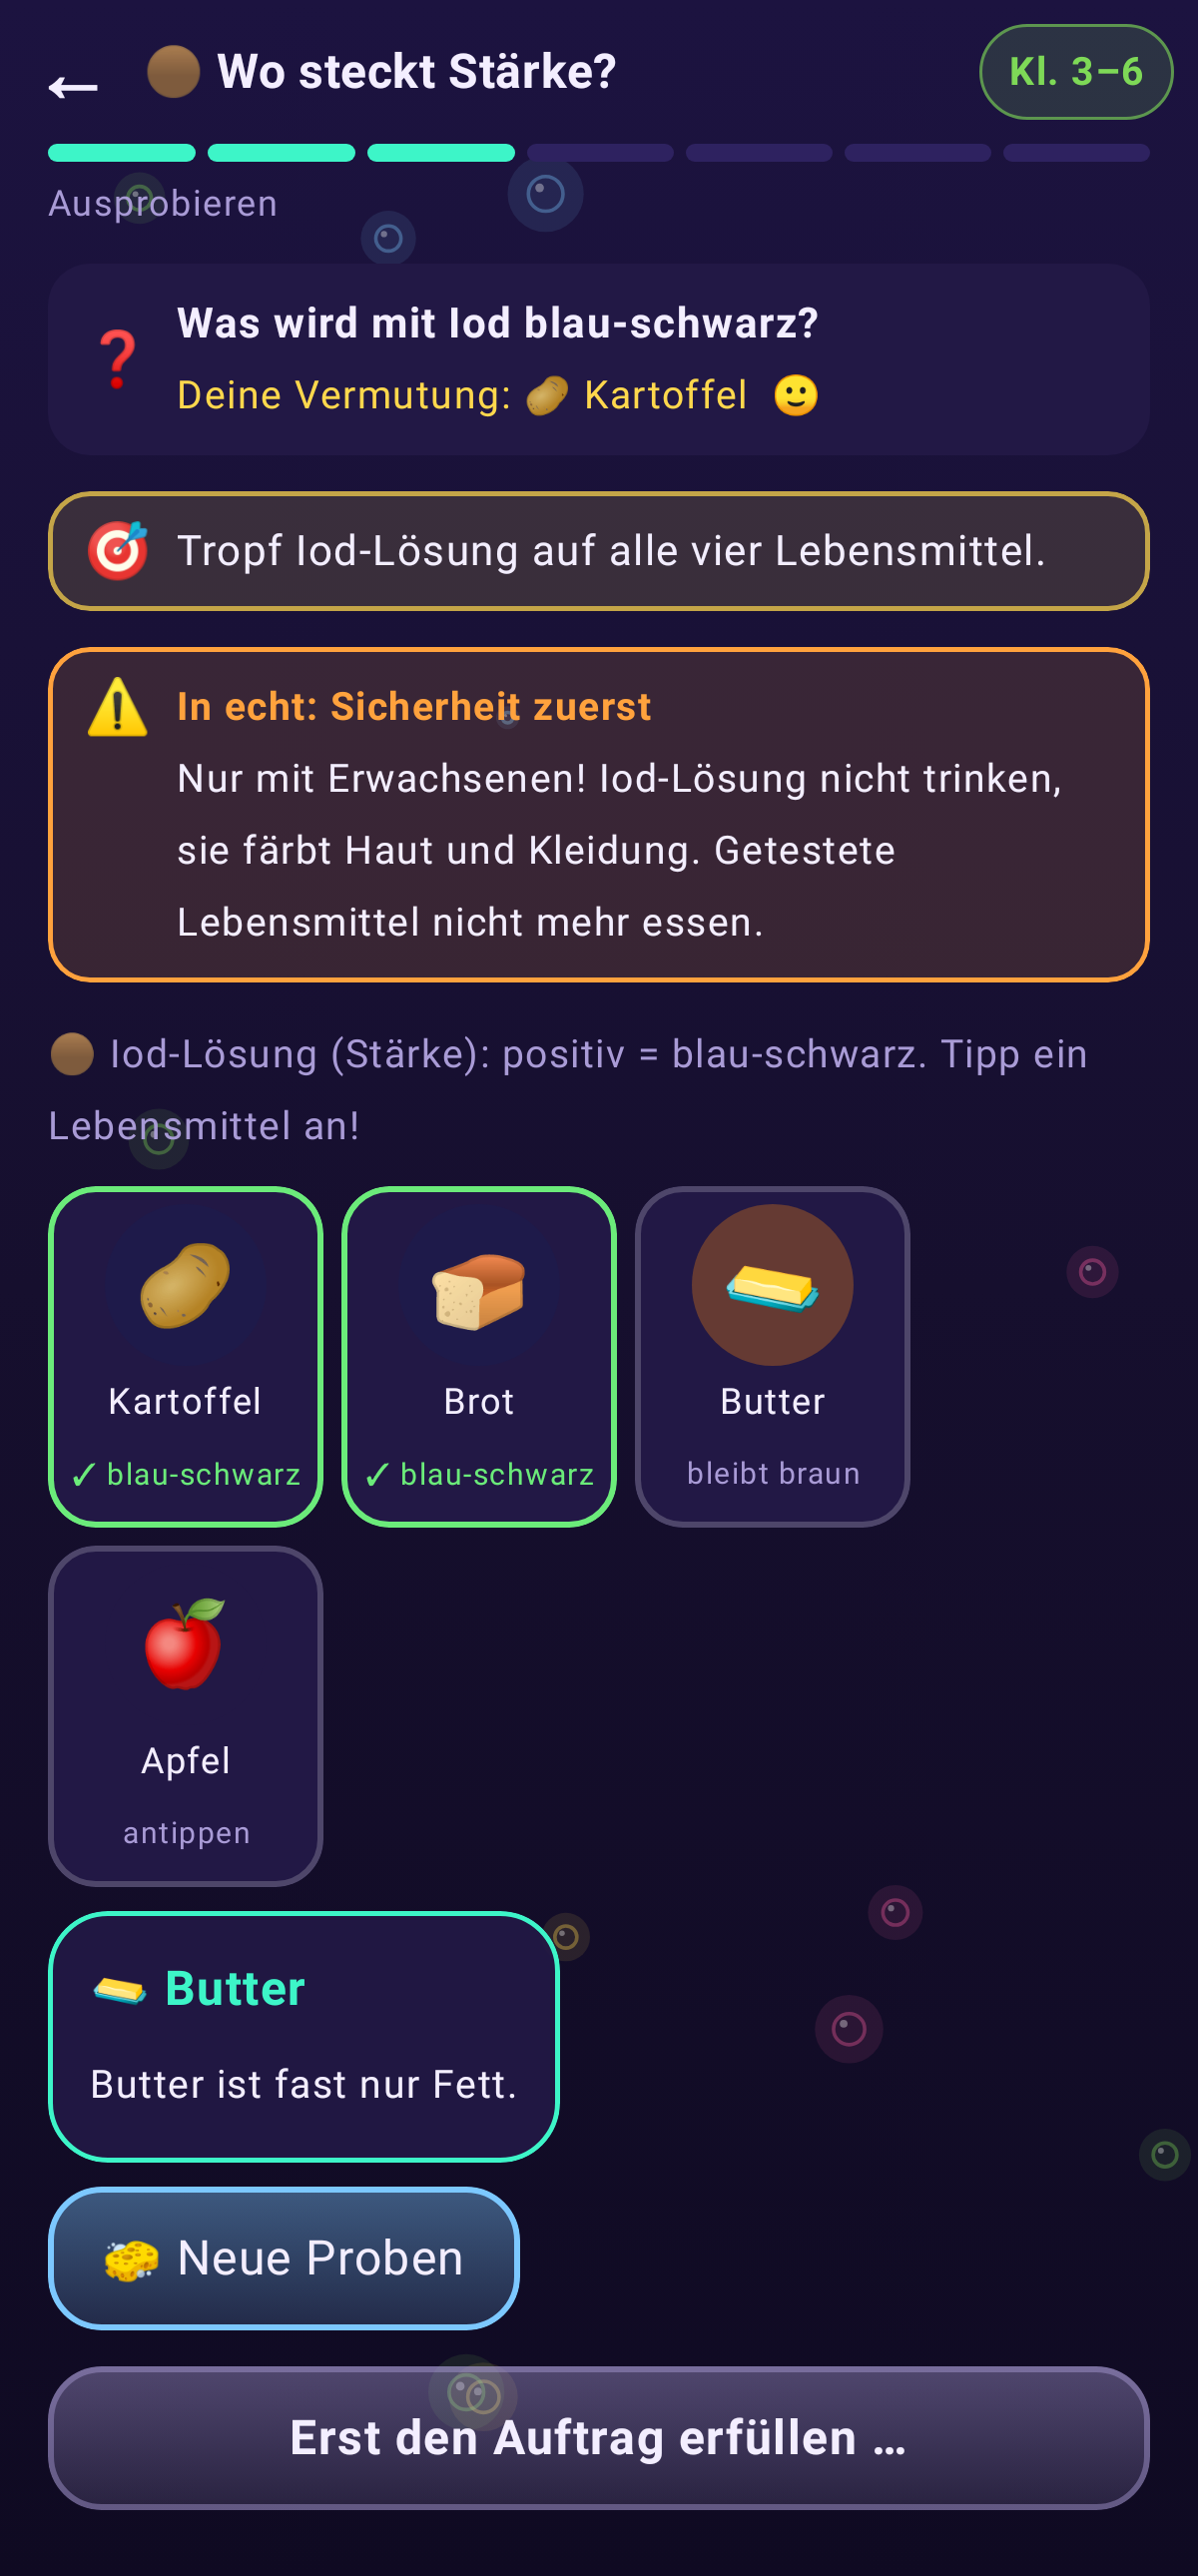 ← Wo steckt Stärke?
Kl. 3–6
Ausprobieren
Was wird mit Iod blau-schwarz?
Deine Vermutung: 🥔 Kartoffel 🙂
Tropf Iod-Lösung auf alle vier Lebensmittel.
In echt: Sicherheit zuerst
Nur mit Erwachsenen! Iod-Lösung nicht trinken,
sie färbt Haut und Kleidung. Getestete
Lebensmittel nicht mehr essen.
Iod-Lösung (Stärke): positiv = blau-schwarz. Tipp ein
Lebensmittel an!
Kartoffel
✓ blau-schwarz
Brot
✓ blau-schwarz
Butter
bleibt braun
Apfel
antippen
Butter
Butter ist fast nur Fett.
Neue Proben
Erst den Auftrag erfüllen ...